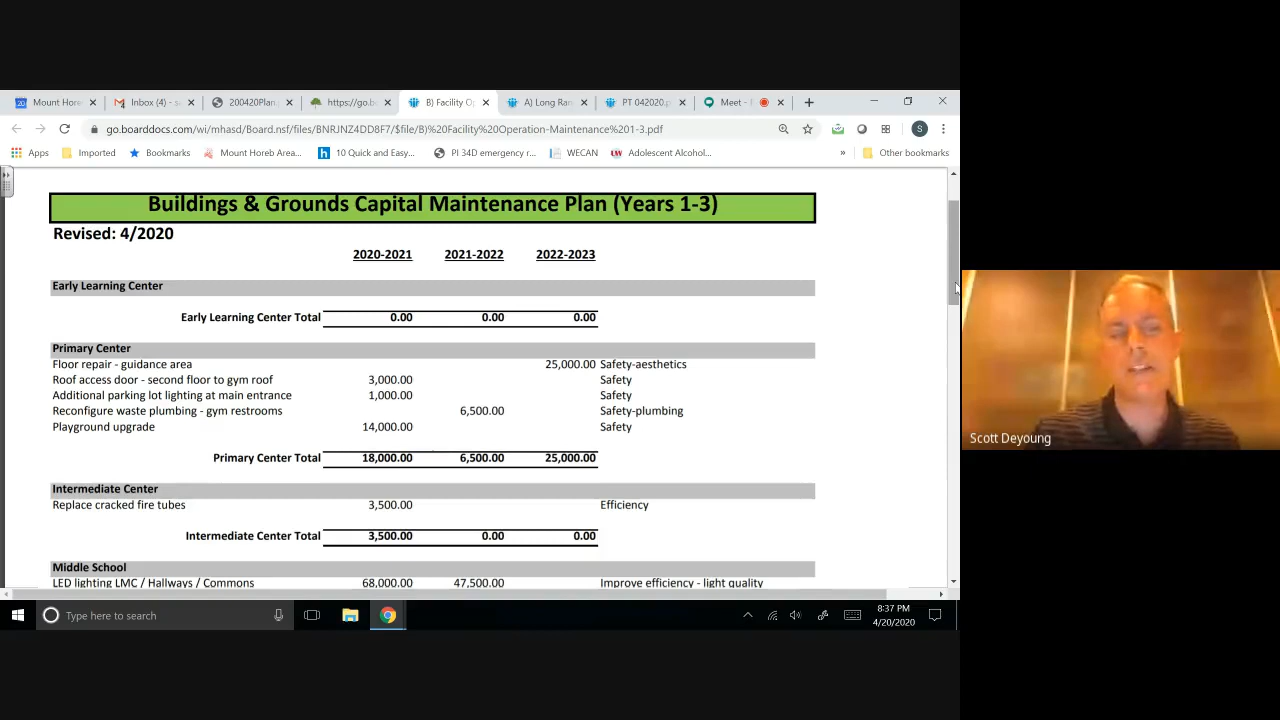 Mount Hore
Inbox (4) - s
200420Plan.
https://go.b
B) Facility O
A) Long Ran
PT 042020.p
Meet -
go.boarddocs.com/wi/mhasd/Board.nsf/files/BNRJNZ4DD8F7/$file/B)%20Facility%20Operation-Maintenance%201-3.pdf
S
Apps Imported Bookmarks Mount Horeb Area... 10 Quick and Easy... PI 34D emergency r... WECAN Adolescent Alcohol... » Other bookmarks
Buildings & Grounds Capital Maintenance Plan (Years 1-3)
Revised: 4/2020
2020-2021 2021-2022 2022-2023
Early Learning Center
Early Learning Center Total 0.00 0.00 0.00
Primary Center
Floor repair - guidance area 25,000.00 Safety-aesthetics
Roof access door - second floor to gym roof 3,000.00 Safety
Additional parking lot lighting at main entrance 1,000.00 Safety
Reconfigure waste plumbing - gym restrooms 6,500.00 Safety-plumbing
Playground upgrade 14,000.00 Safety
Primary Center Total 18,000.00 6,500.00 25,000.00
Intermediate Center
Replace cracked fire tubes 3,500.00 Efficiency
Intermediate Center Total 3,500.00 0.00 0.00
Middle School
LED lighting LMC / Hallways / Commons 68,000.00 47,500.00 Improve efficiency - light quality
Scott Deyoung
Type here to search
8:37 PM
4/20/2020